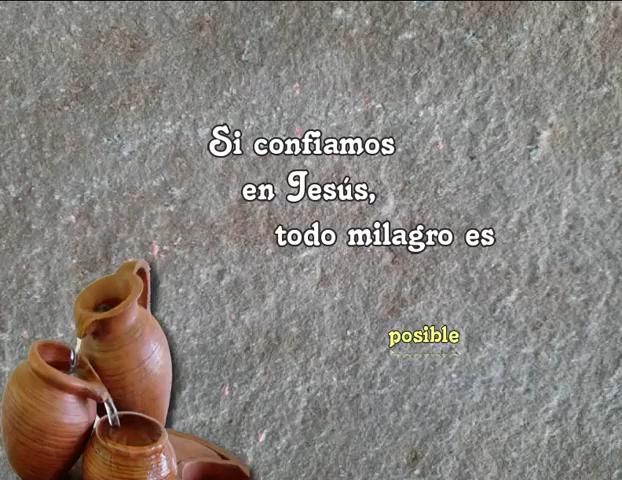 Si confiamos
en Jesús,
todo milagro es
posible